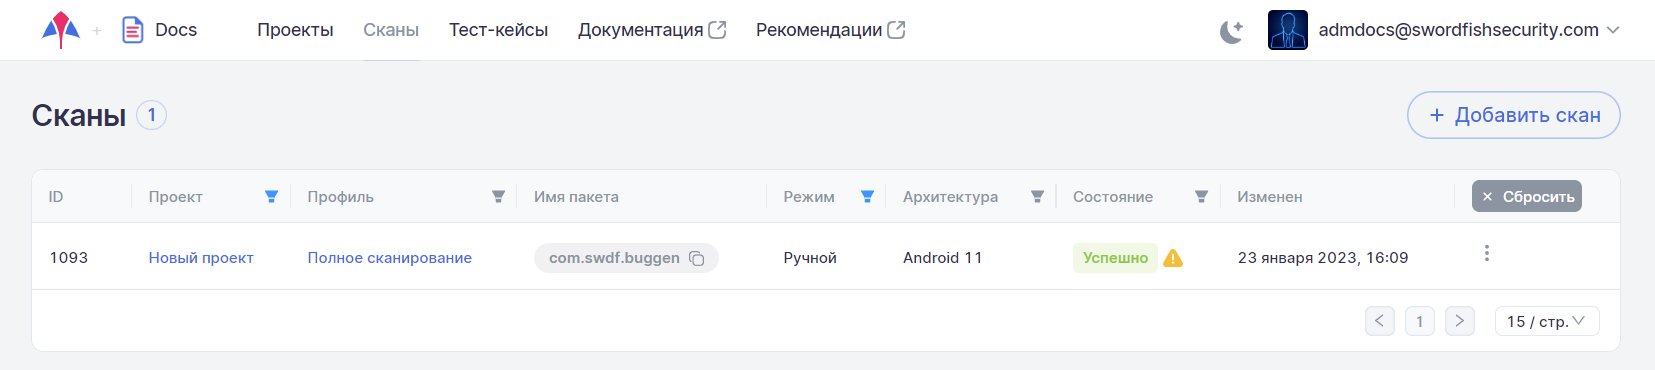 + Docs Проекты Сканы Тест-кейсы Документация Рекомендации admdocs@swordfishsecurity.com
Сканы 1 + Добавить скан
ID Проект Профиль Имя пакета Режим Архитектура Состояние Изменен × Сбросить
1093 Новый проект Полное сканирование com.swdf.buggen Ручной Android 11 Успешно 23 января 2023, 16:09
< 1 > 15 / стр.